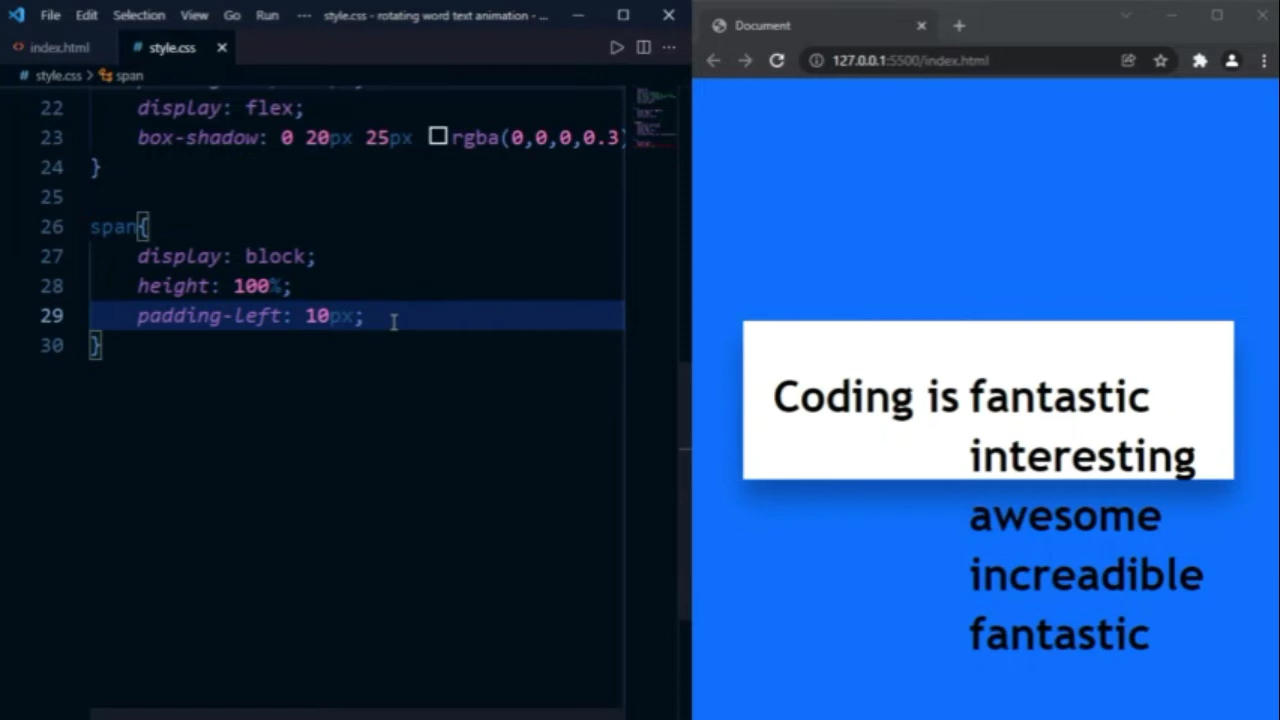 File Edit Selection View Go Run ··· style.css - rotating word text animation - ...
index.html
style.css
style.css > span
22 display: flex;
23 box-shadow: 0 20px 25px rgba(0,0,0,0.3)
24 }
25
26 span{
27 display: block;
28 height: 100%;
29 padding-left: 10px;
30 }
Document
127.0.0.1:5500/index.html
Coding is fantastic
interesting
awesome
increadible
fantastic